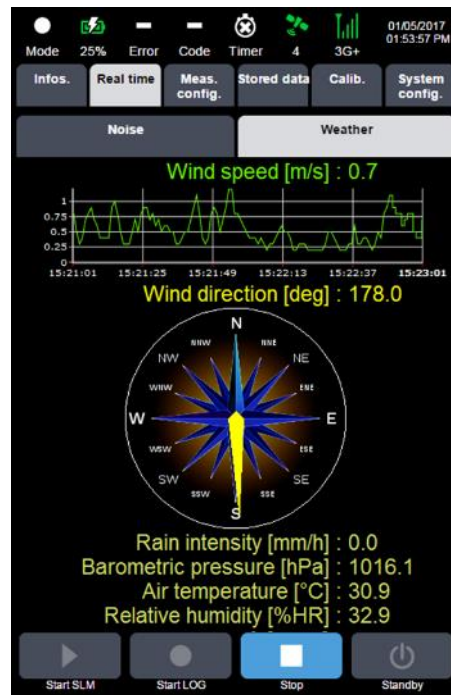 01/05/2017
01:53:57 PM
Mode 25% Error Code Timer 4 3G+
Infos. Real time Meas. config. Stored data Calib. System config.
Noise Weather
Wind speed [m/s] : 0.7
1
0.75
0.5
0.25
0
15:21:01 15:21:25 15:21:49 15:22:13 15:22:37 15:23:01
Wind direction [deg] : 178.0
N
NNW NNE
NW NE
WNW ENE
W E
WSW ESE
SW SE
SSW SSE
S
Rain intensity [mm/h] : 0.0
Barometric pressure [hPa] : 1016.1
Air temperature [°C] : 30.9
Relative humidity [%HR] : 32.9
Start SLM Start LOG Stop Standby